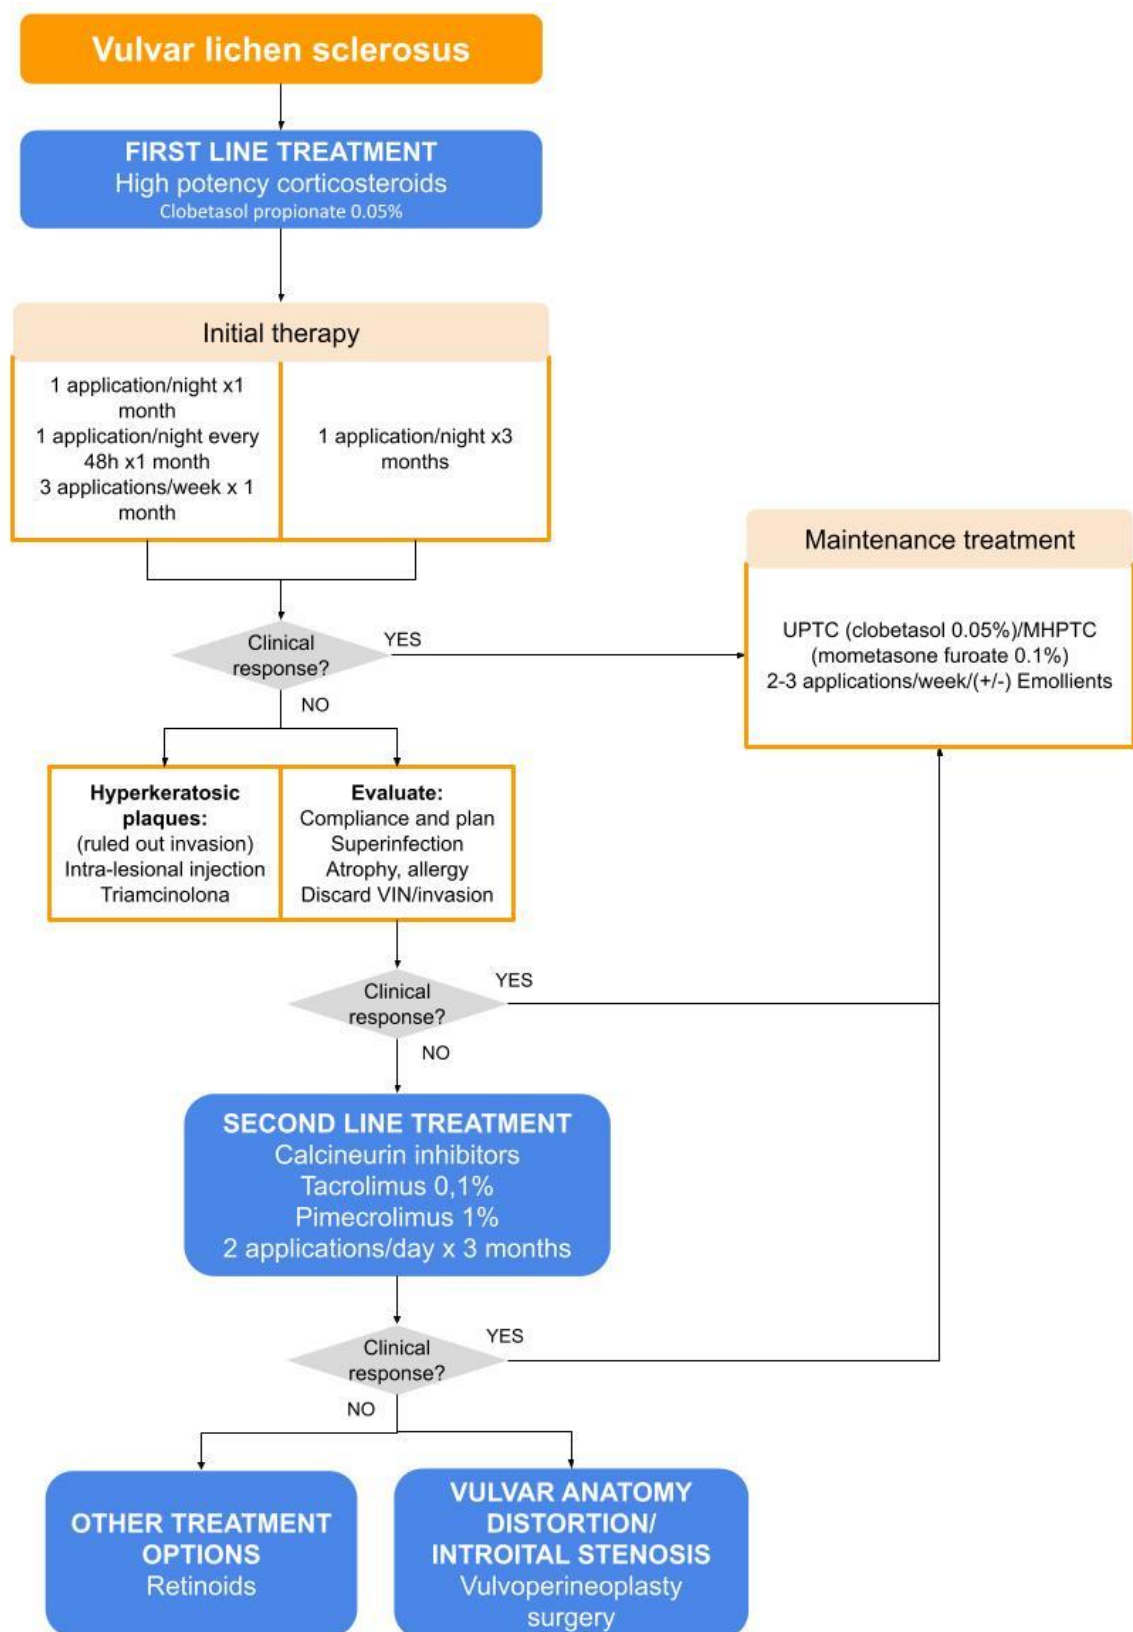 Vulvar lichen sclerosus
FIRST LINE TREATMENT
High potency corticosteroids
Clobetasol propionate 0.05%
Initial therapy
1 application/night x1
month
1 application/night every
48h x1 month
3 applications/week x 1
month
1 application/night x3
months
Clinical
response?
YES
NO
Maintenance treatment
UPTC (clobetasol 0.05%)/MHPTC
(mometasone furoate 0.1%)
2-3 applications/week/(+/-) Emollients
Hyperkeratosic
plaques:
(ruled out invasion)
Intra-lesional injection
Triamcinolona
Evaluate:
Compliance and plan
Superinfection
Atrophy, allergy
Discard VIN/invasion
Clinical
response?
YES
NO
SECOND LINE TREATMENT
Calcineurin inhibitors
Tacrolimus 0,1%
Pimecrolimus 1%
2 applications/day x 3 months
Clinical
response?
YES
NO
OTHER TREATMENT
OPTIONS
Retinoids
VULVAR ANATOMY
DISTORTION/
INTROITAL STENOSIS
Vulvoperineoplasty
surgery